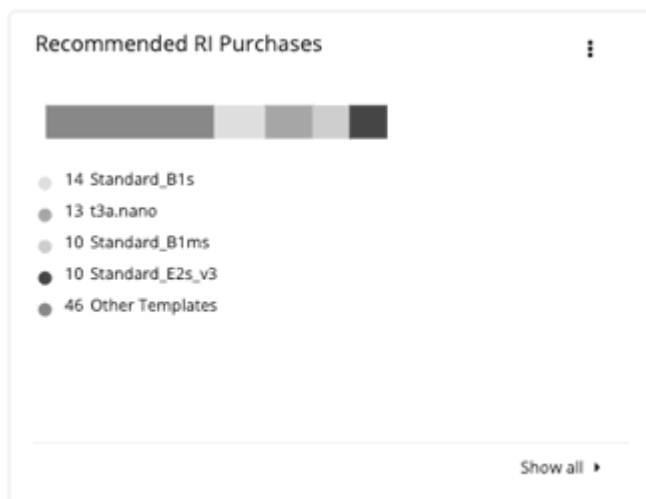 Recommended RI Purchases
14 Standard_B1s
13 t3a.nano
10 Standard_B1ms
10 Standard_E2s_v3
46 Other Templates
Show all